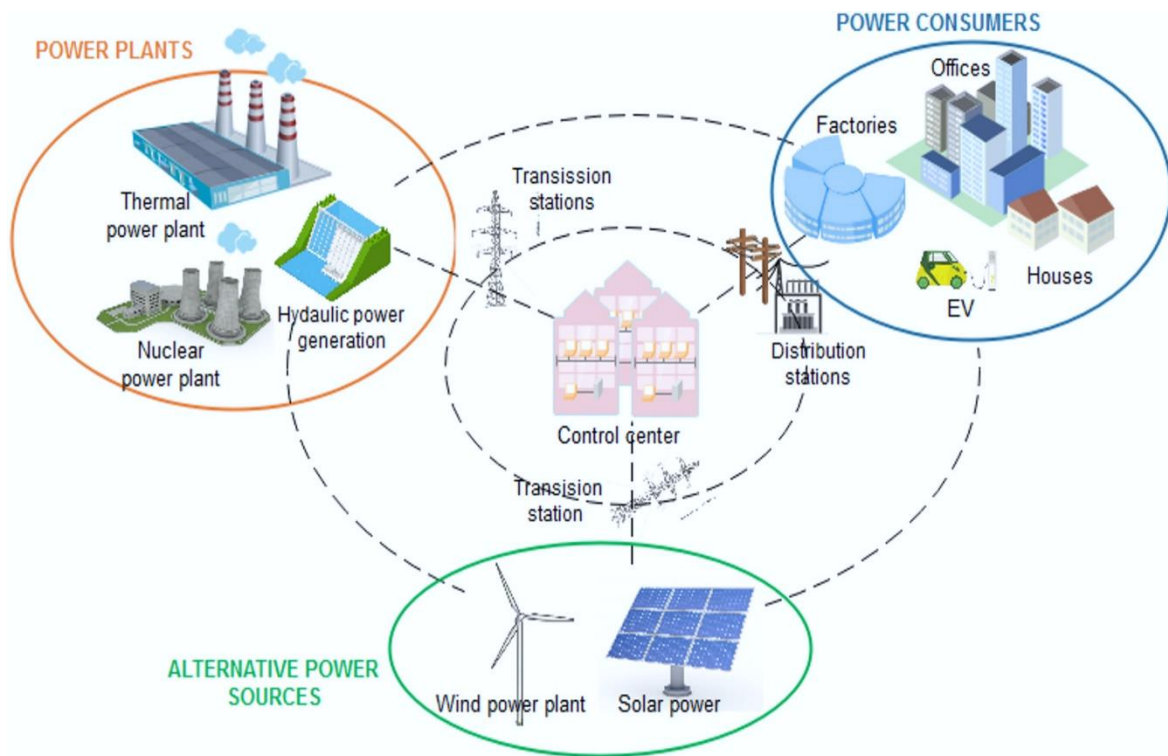 POWER PLANTS
POWER CONSUMERS
Offices
Factories
Thermal
power plant
Transission
stations
Hydaulic power
generation
Nuclear
power plant
Houses
EV
Distribution
stations
Control center
Transision
station
ALTERNATIVE POWER
SOURCES
Wind power plant
Solar power